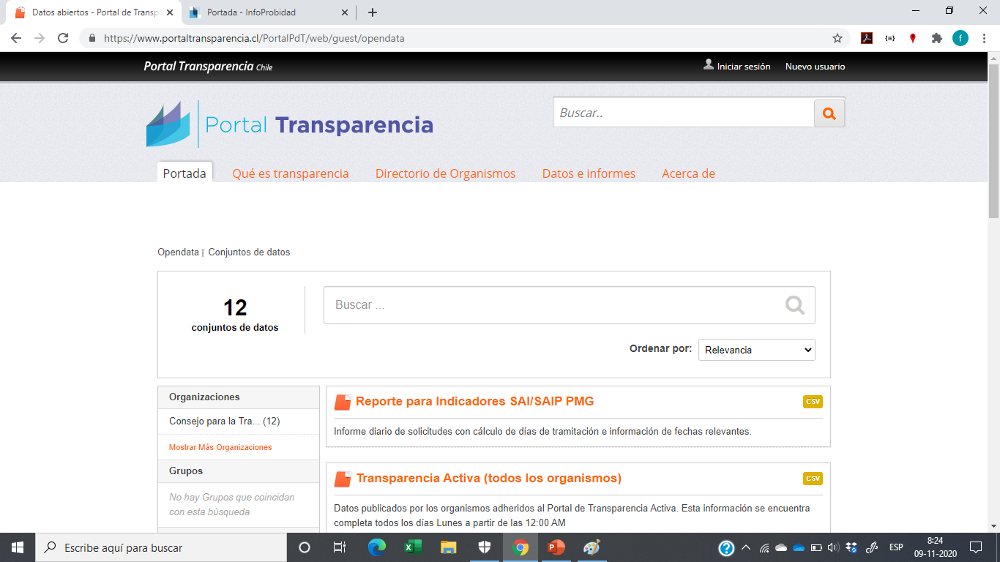 Datos abiertos - Portal de Transp
Portada - InfoProbidad
https://www.portaltransparencia.cl/PortalPdT/web/guest/opendata
f
Portal Transparencia Chile
Iniciar sesión
Nuevo usuario
Portal Transparencia
Buscar..
Portada
Qué es transparencia
Directorio de Organismos
Datos e informes
Acerca de
Opendata | Conjuntos de datos
12
conjuntos de datos
Buscar ...
Ordenar por:
Relevancia
Organizaciones
Consejo para la Tra... (12)
Mostrar Más Organizaciones
Grupos
No hay Grupos que coincidan
con esta búsqueda
Reporte para Indicadores SAI/SAIP PMG
CSV
Informe diario de solicitudes con cálculo de días de tramitación e información de fechas relevantes.
Transparencia Activa (todos los organismos)
CSV
Datos publicados por los organismos adheridos al Portal de Transparencia Activa. Esta información se encuentra
completa todos los días Lunes a partir de las 12:00 AM
Escribe aquí para buscar
ESP
8:24
09-11-2020